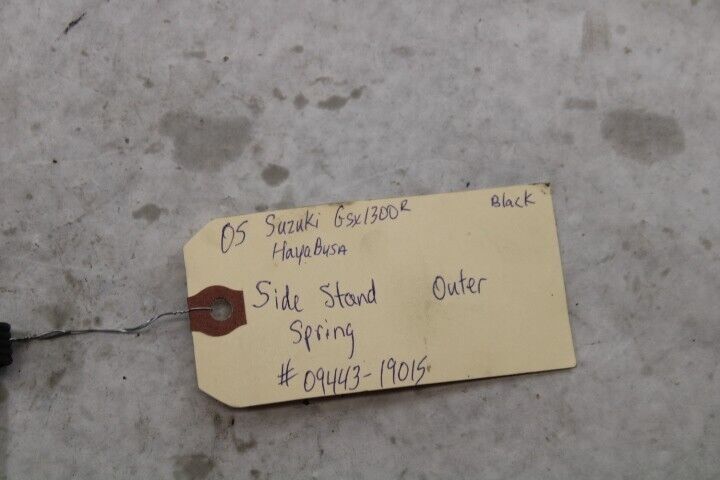 05 Suzuki Gsx1300R Black
HayaBusa
Side Stand Outer
Spring
# 09443-19015